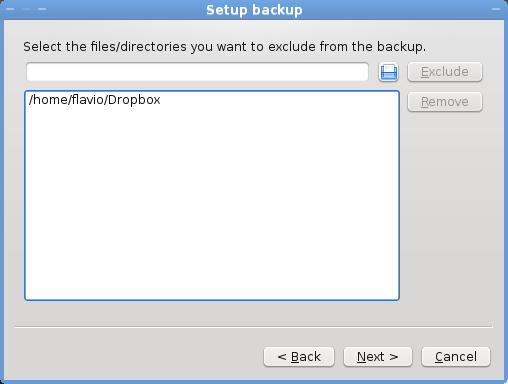 Setup backup
Select the files/directories you want to exclude from the backup.
Exclude
/home/flavio/Dropbox
Remove
< Back
Next >
Cancel